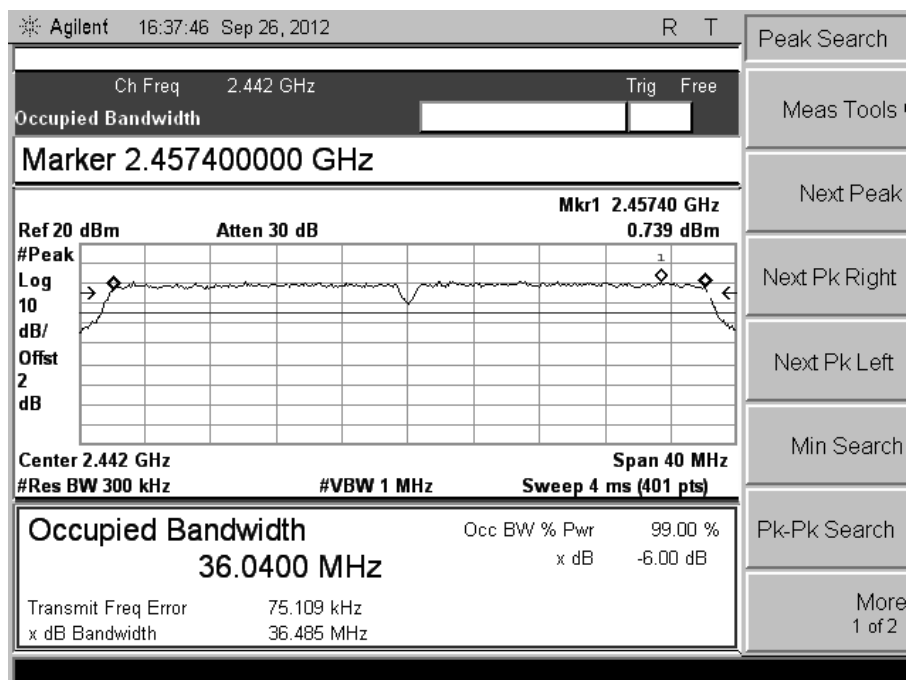 Agilent 16:37:46 Sep 26, 2012 R T
Peak Search
Ch Freq 2.442 GHz Trig Free
Occupied Bandwidth
Meas Tools
Marker 2.457400000 GHz
Next Peak
Mkr1 2.45740 GHz
Ref 20 dBm Atten 30 dB 0.739 dBm
#Peak
Log
10
dB/
Offst
2
dB
1
Next Pk Right
Next Pk Left
Center 2.442 GHz Span 40 MHz
#Res BW 300 kHz #VBW 1 MHz Sweep 4 ms (401 pts)
Min Search
Occupied Bandwidth Occ BW % Pwr 99.00 %
36.0400 MHz x dB -6.00 dB
Pk-Pk Search
Transmit Freq Error 75.109 kHz
x dB Bandwidth 36.485 MHz
More
1 of 2